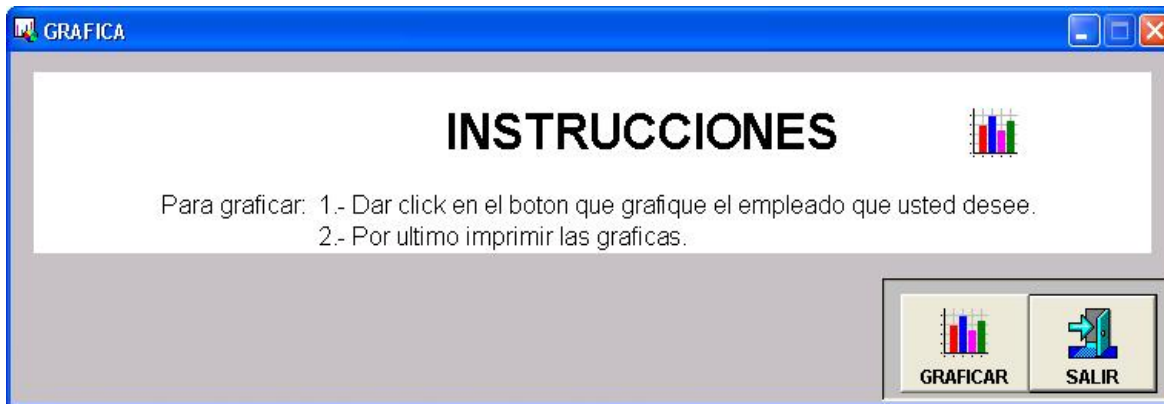 GRAFICA
INSTRUCCIONES
Para graficar: 1.- Dar click en el boton que grafique el empleado que usted desee.
2.- Por ultimo imprimir las graficas.
GRAFICAR SALIR